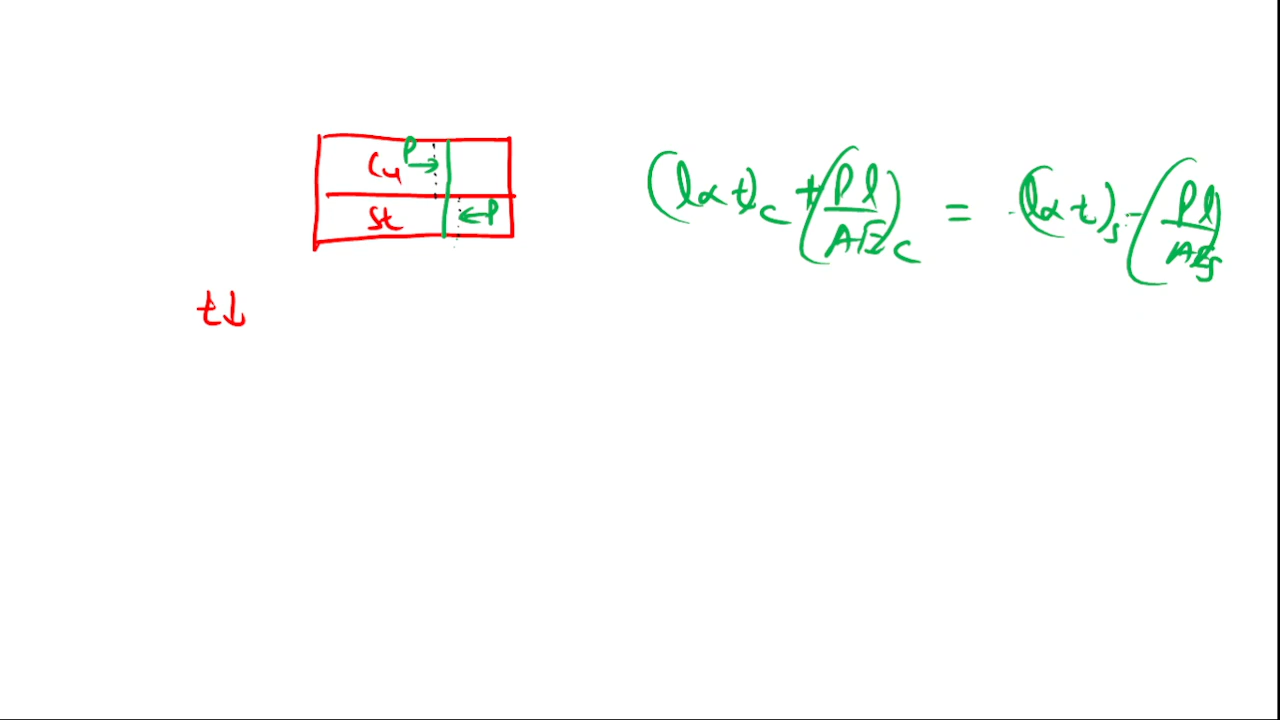 Cu P →
St ← P
(lαt)c + (Pl/AE)c = (lαt)s - (Pl/AE)s
t↓